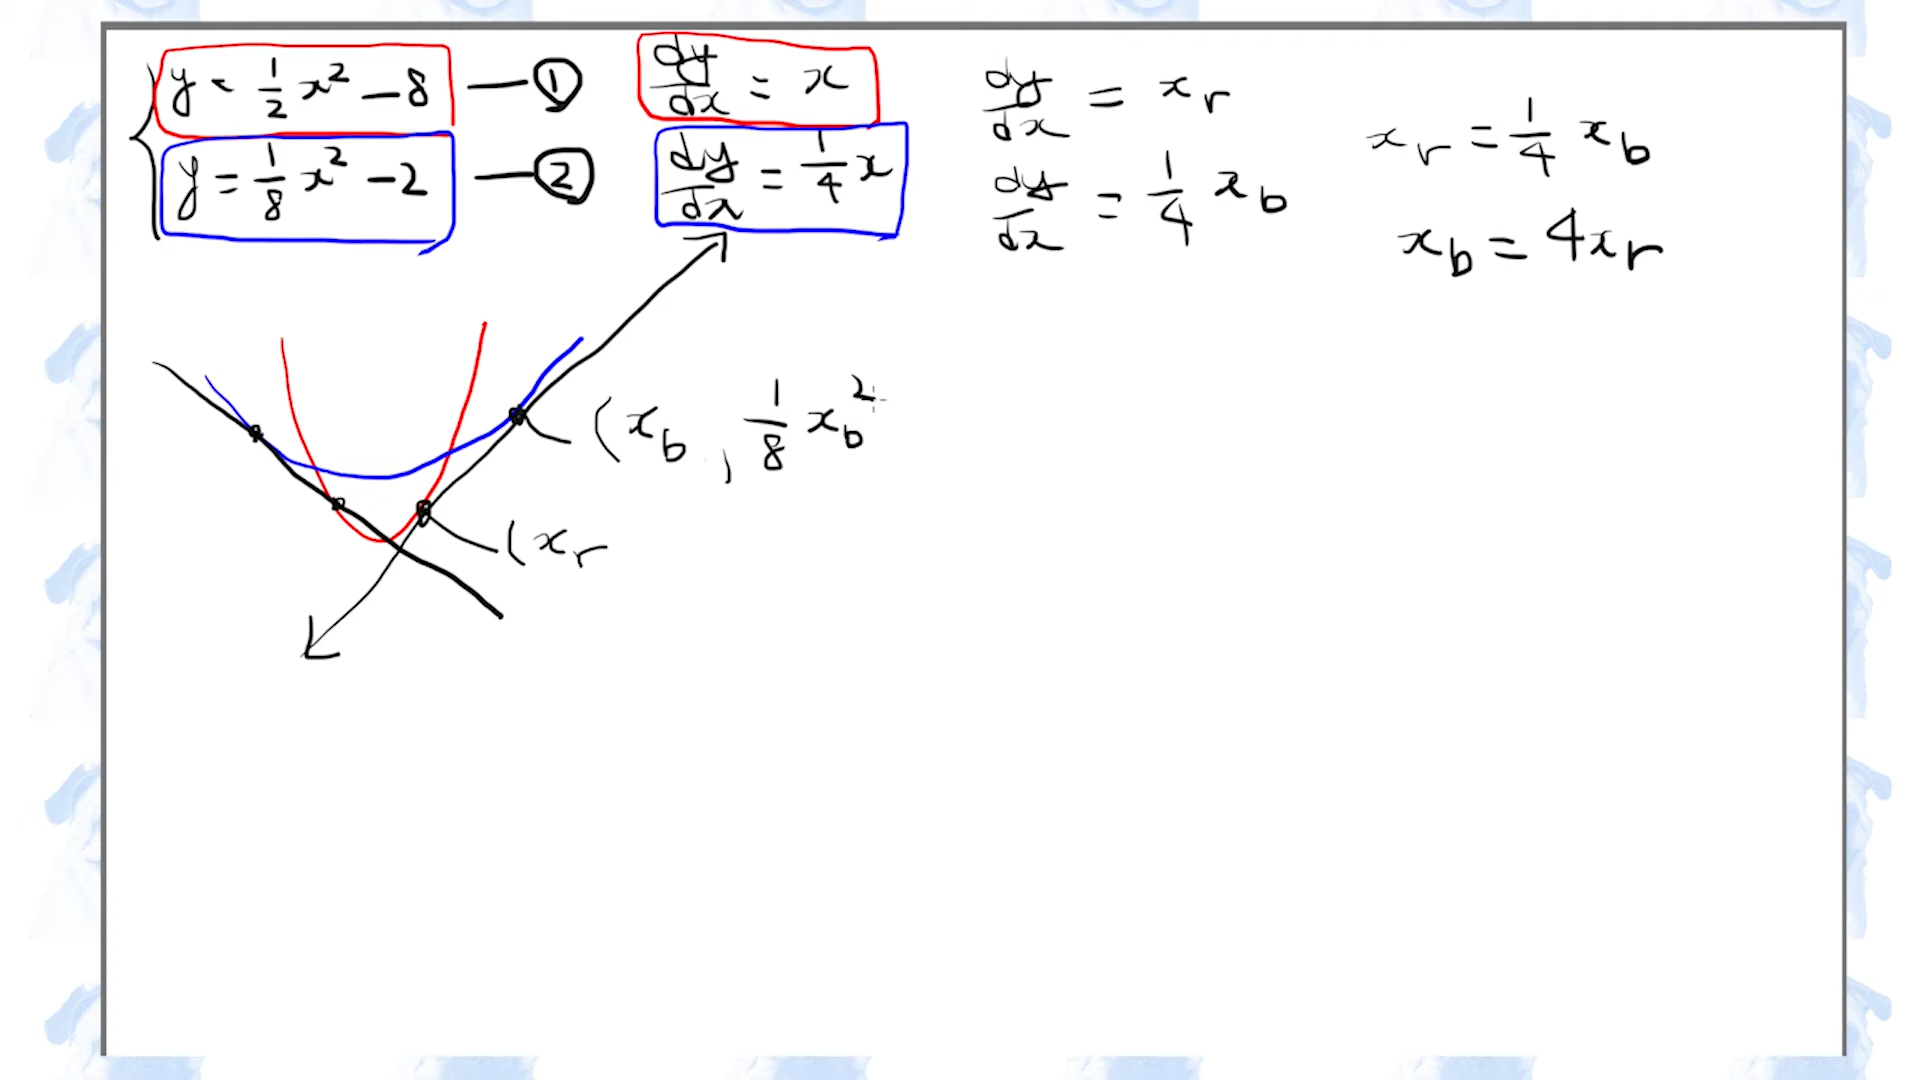 y = 1/2 x² - 8 — ①
y = 1/8 x² - 2 — ②
dy/dx = x
dy/dx = 1/4 x
dy/dx = x_r
dy/dx = 1/4 x_b
x_r = 1/4 x_b
x_b = 4x_r
(x_b, 1/8 x_b²
(x_r